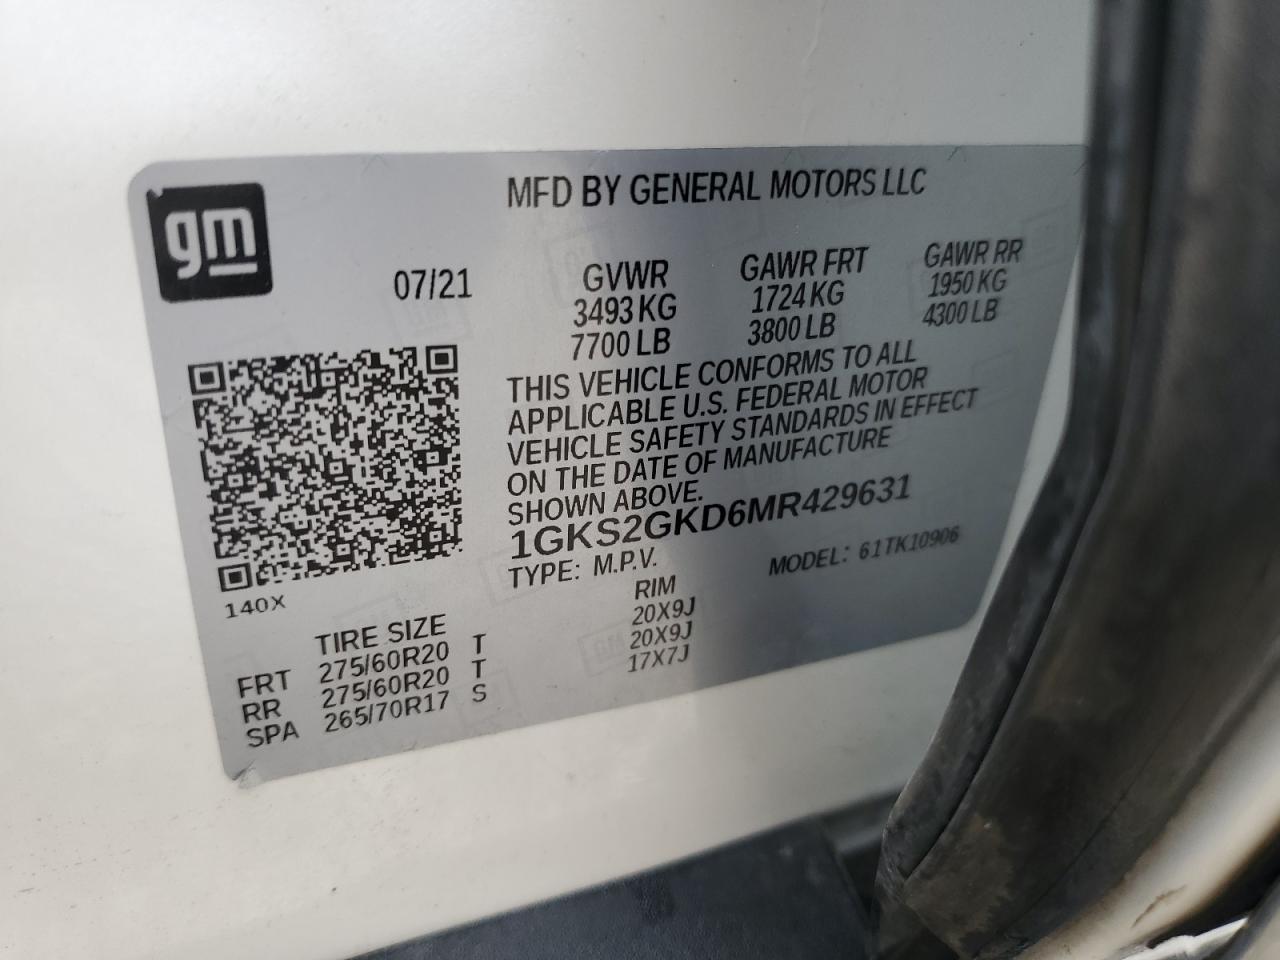 gm
MFD BY GENERAL MOTORS LLC
07/21
GVWR GAWR FRT GAWR RR
3493 KG 1724 KG 1950 KG
7700 LB 3800 LB 4300 LB
THIS VEHICLE CONFORMS TO ALL
APPLICABLE U.S. FEDERAL MOTOR
VEHICLE SAFETY STANDARDS IN EFFECT
ON THE DATE OF MANUFACTURE
SHOWN ABOVE.
1GKS2GKD6MR429631
TYPE: M.P.V. MODEL: 61TK10906
140X
TIRE SIZE RIM
FRT 275/60R20 T 20X9J
RR 275/60R20 T 20X9J
SPA 265/70R17 S 17X7J